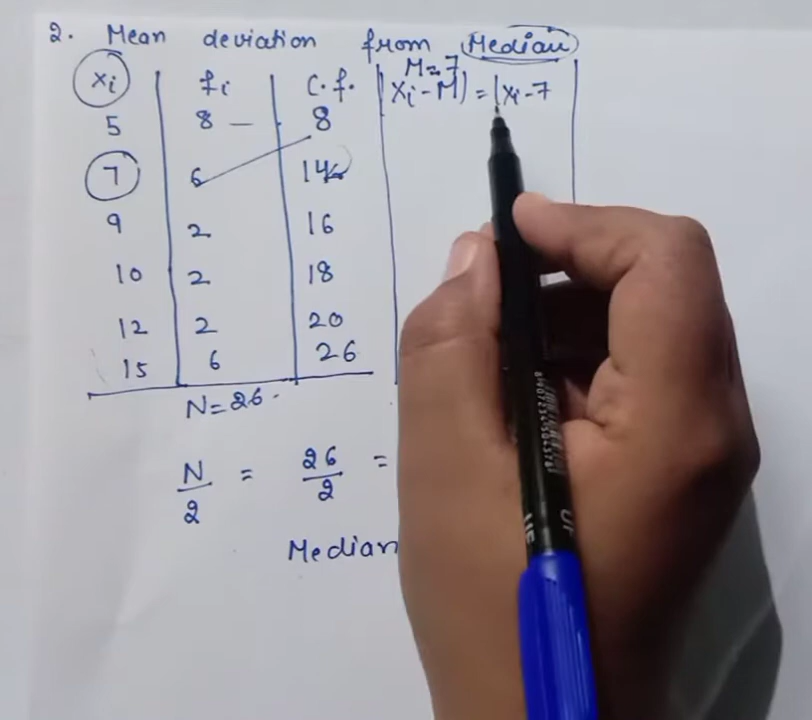 2. Mean deviation from Median
M=7
xi fi c.f. |xi-M| = |xi-7
5 8 8
7 6 14
9 2 16
10 2 18
12 2 20
15 6 26
N=26
N/2 = 26/2 =
Median